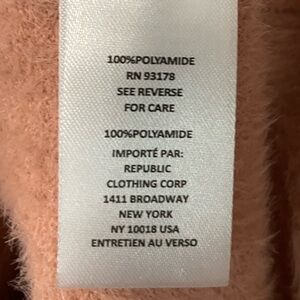 100%POLYAMIDE
RN 93178
SEE REVERSE
FOR CARE
100%POLYAMIDE
IMPORTÉ PAR:
REPUBLIC
CLOTHING CORP
1411 BROADWAY
NEW YORK
NY 10018 USA
ENTRETIEN AU VERSO